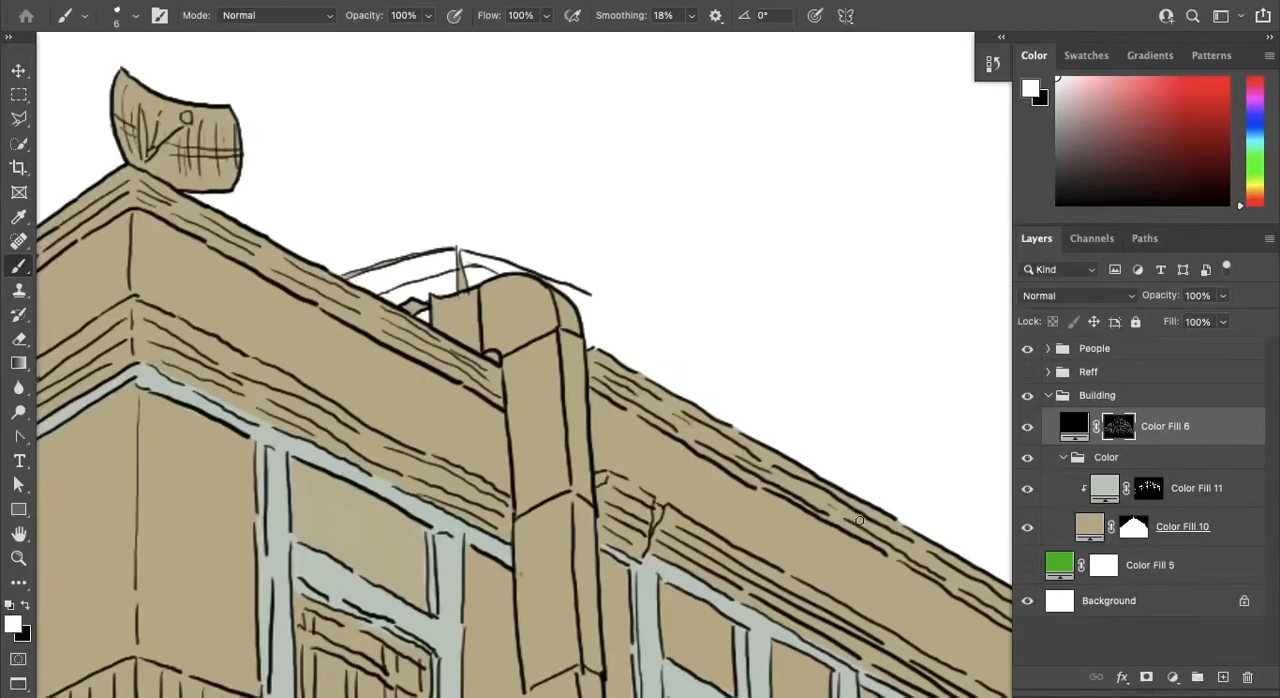 6 Mode: Normal Opacity: 100% Flow: 100% Smoothing: 18% 0°
Color Swatches Gradients Patterns
Layers Channels Paths
Kind
Normal Opacity: 100%
Lock: Fill: 100%
People
Reff
Building
Color Fill 6
Color
Color Fill 11
Color Fill 10
Color Fill 5
Background